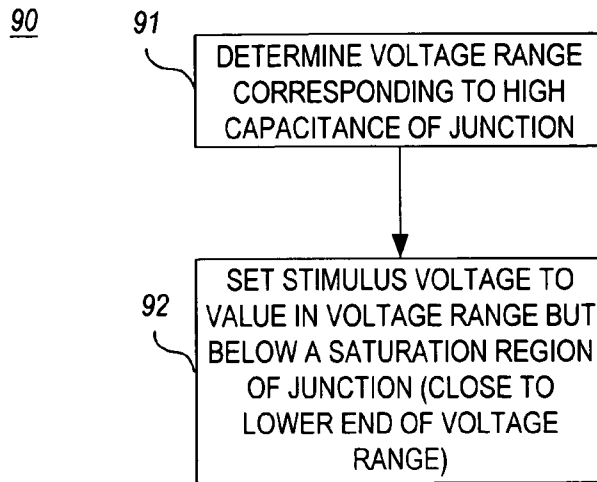 90
91
DETERMINE VOLTAGE RANGE
CORRESPONDING TO HIGH
CAPACITANCE OF JUNCTION
92
SET STIMULUS VOLTAGE TO
VALUE IN VOLTAGE RANGE BUT
BELOW A SATURATION REGION
OF JUNCTION (CLOSE TO
LOWER END OF VOLTAGE
RANGE)